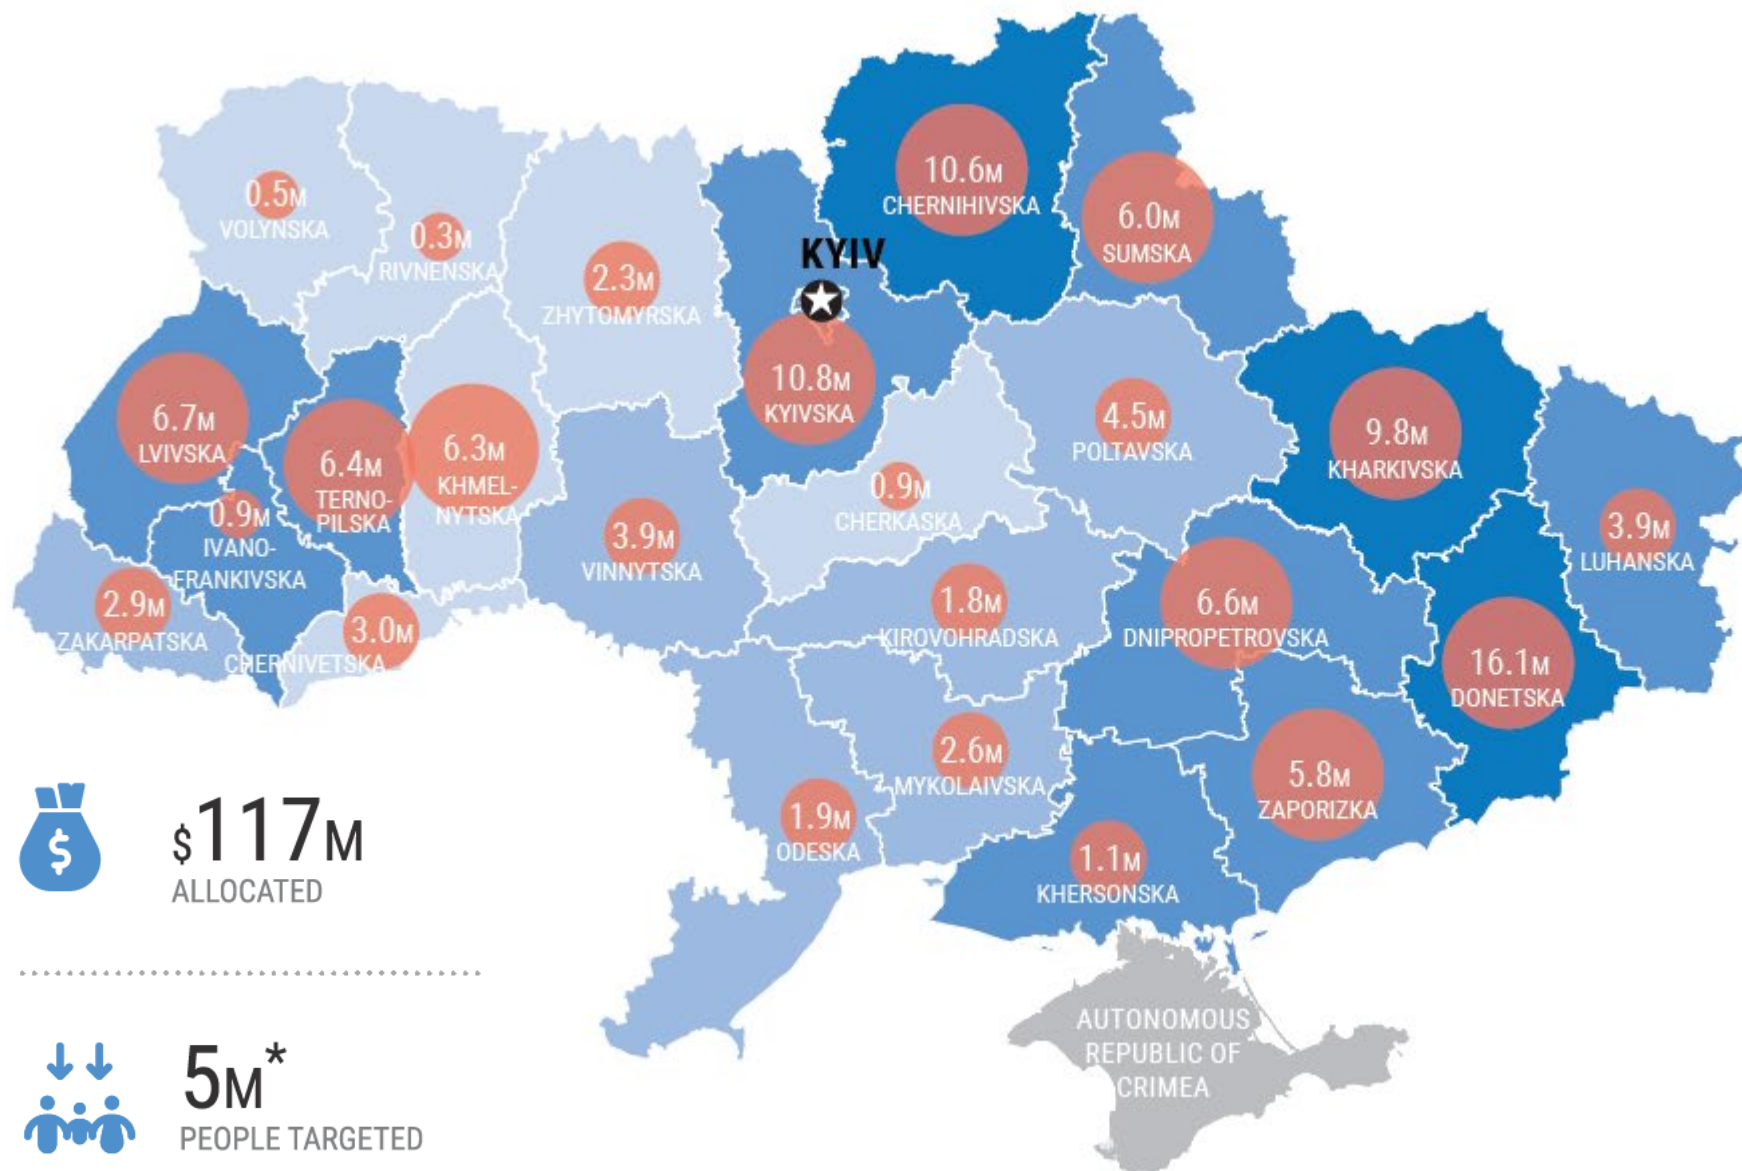 10.6M
CHERNIHIVSKA
0.5M
VOLYNSKA
6.0M
SUMSKA
0.3M
RIVNENSKA
KYIV
2.3M
ZHYTOMYRSKA
10.8M
KYIVSKA
6.7M
LVIVSKA
6.4M
TERNO-
PILSKA
6.3M
KHMEL-
NYTSKA
4.5M
POLTAVSKA
9.8M
KHARKIVSKA
0.9M
IVANO-
FRANKIVSKA
3.9M
VINNYTSKA
0.9M
CHERKASKA
3.9M
LUHANSKA
2.9M
ZAKARPATSKA
3.0M
CHERNIVETSKA
1.8M
KIROVOHRADSKA
6.6M
DNIPROPETROVSKA
16.1M
DONETSKA
2.6M
MYKOLAIVSKA
5.8M
ZAPORIZKA
1.9M
ODESKA
1.1M
KHERSONSKA
$
$117M
ALLOCATED
AUTONOMOUS
REPUBLIC OF
CRIMEA
5M*
PEOPLE TARGETED